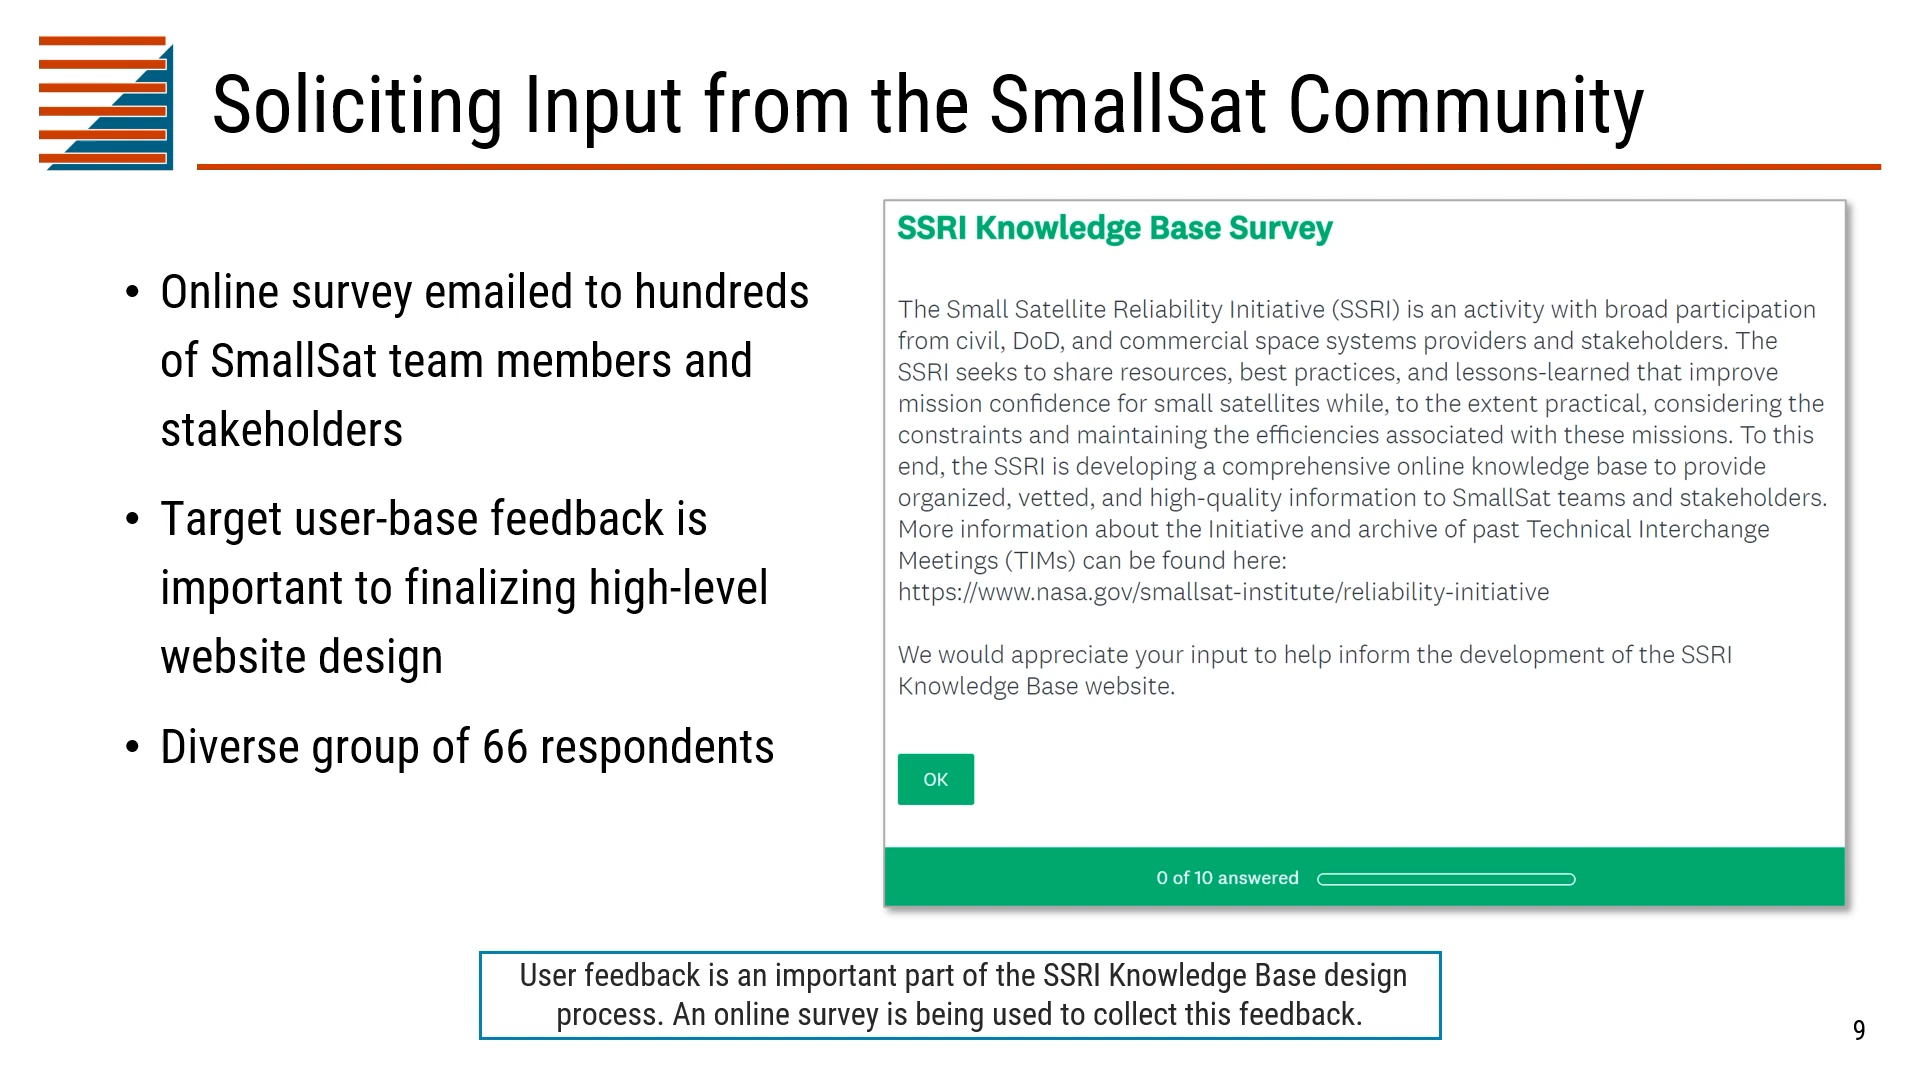 Soliciting Input from the SmallSat Community
• Online survey emailed to hundreds
of SmallSat team members and
stakeholders
• Target user-base feedback is
important to finalizing high-level
website design
• Diverse group of 66 respondents
SSRI Knowledge Base Survey
The Small Satellite Reliability Initiative (SSRI) is an activity with broad participation
from civil, DoD, and commercial space systems providers and stakeholders. The
SSRI seeks to share resources, best practices, and lessons-learned that improve
mission confidence for small satellites while, to the extent practical, considering the
constraints and maintaining the efficiencies associated with these missions. To this
end, the SSRI is developing a comprehensive online knowledge base to provide
organized, vetted, and high-quality information to SmallSat teams and stakeholders.
More information about the Initiative and archive of past Technical Interchange
Meetings (TIMs) can be found here:
https://www.nasa.gov/smallsat-institute/reliability-initiative
We would appreciate your input to help inform the development of the SSRI
Knowledge Base website.
OK
0 of 10 answered
User feedback is an important part of the SSRI Knowledge Base design
process. An online survey is being used to collect this feedback.
9